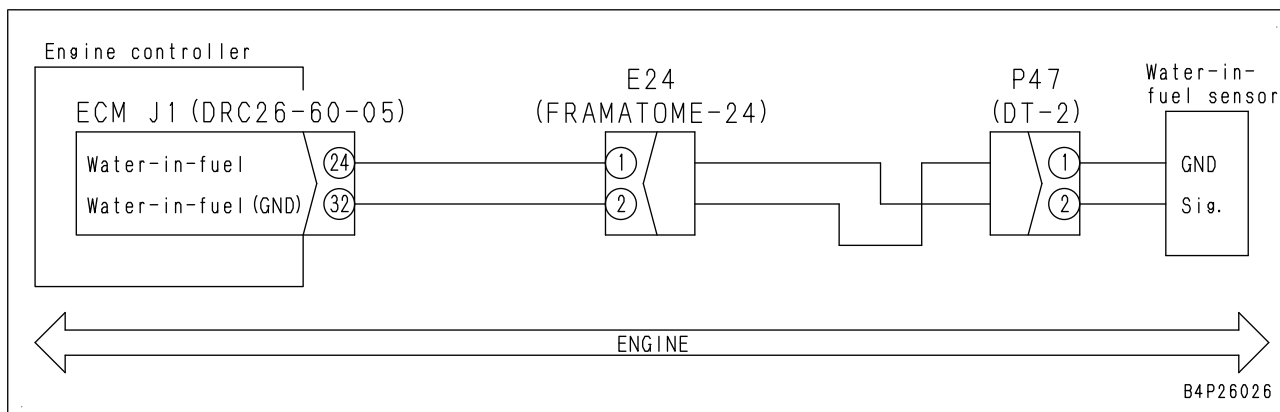 Engine controller
ECM J1 (DRC26-60-05)
Water-in-fuel 24
Water-in-fuel (GND) 32
E24
(FRAMATOME-24)
1
2
P47
(DT-2)
1
2
Water-in-
fuel sensor
GND
Sig.
ENGINE
B4P26026